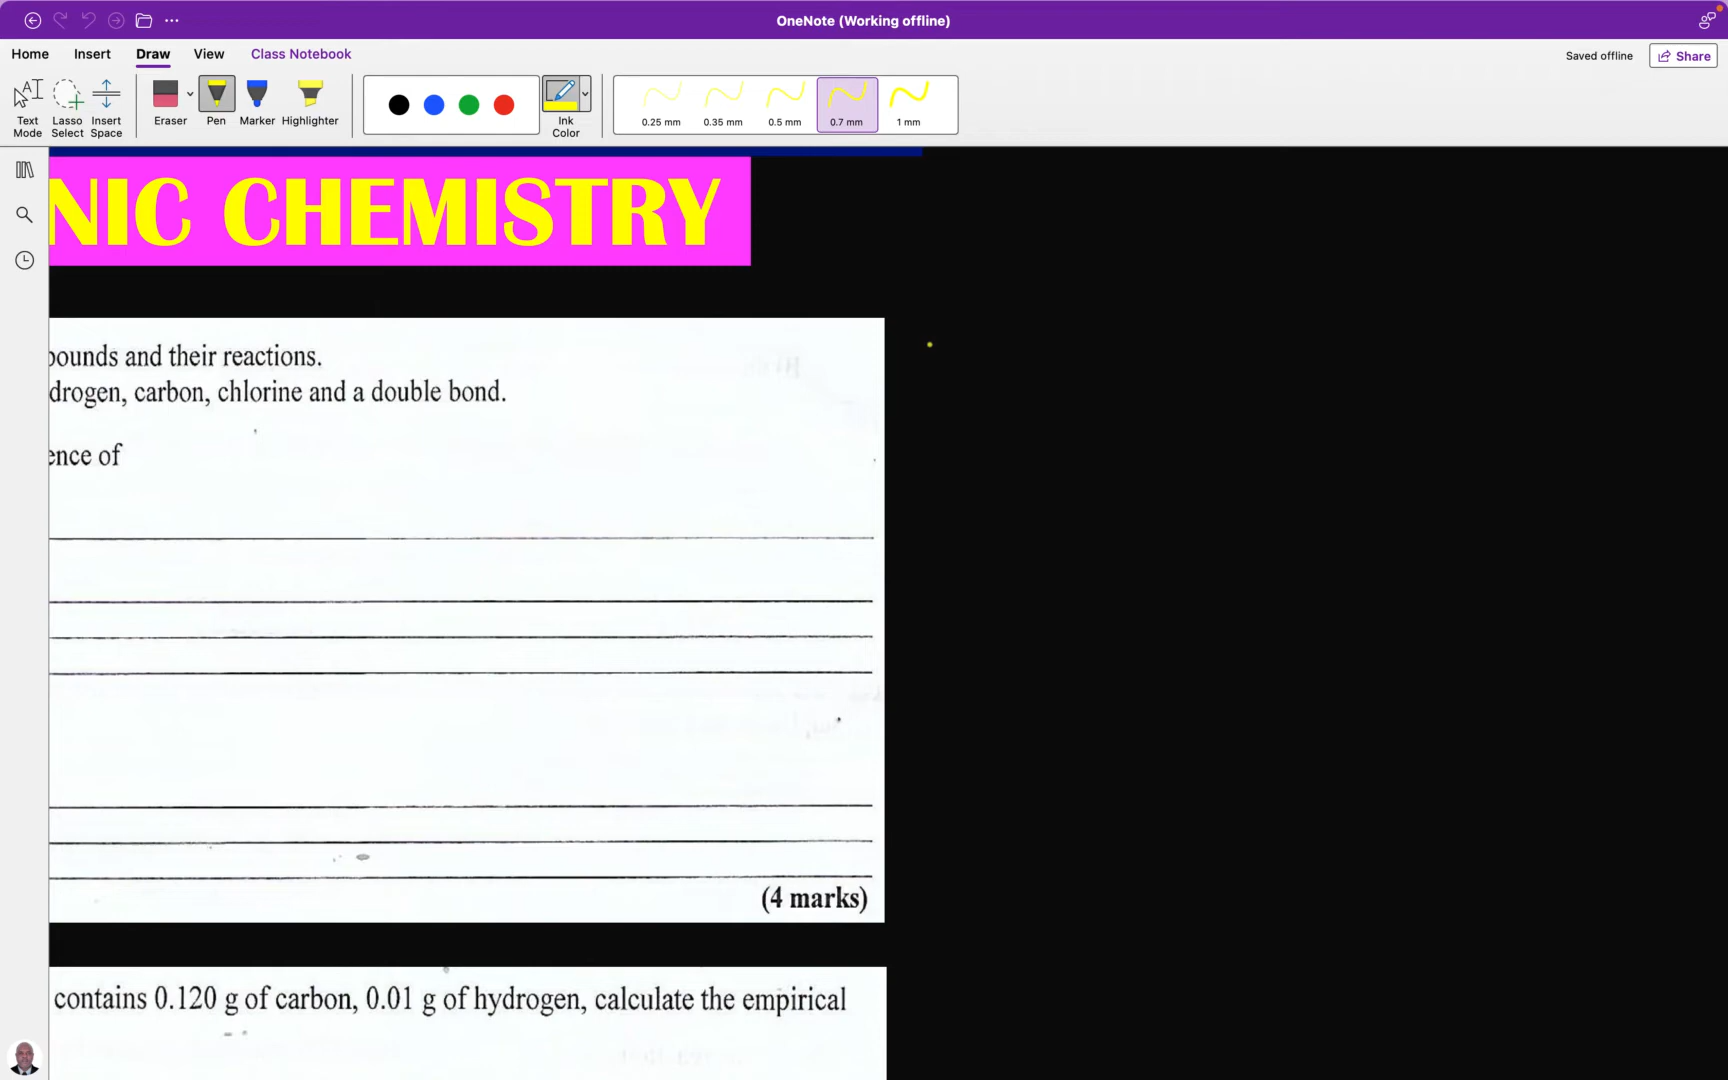 OneNote (Working offline)
Home Insert Draw View Class Notebook
Saved offline
Share
Text Mode
Lasso Select
Insert Space
Eraser
Pen
Marker
Highlighter
Ink Color
0.25 mm
0.35 mm
0.5 mm
0.7 mm
1 mm
NIC CHEMISTRY
pounds and their reactions.
drogen, carbon, chlorine and a double bond.
ence of
(4 marks)
contains 0.120 g of carbon, 0.01 g of hydrogen, calculate the empirical